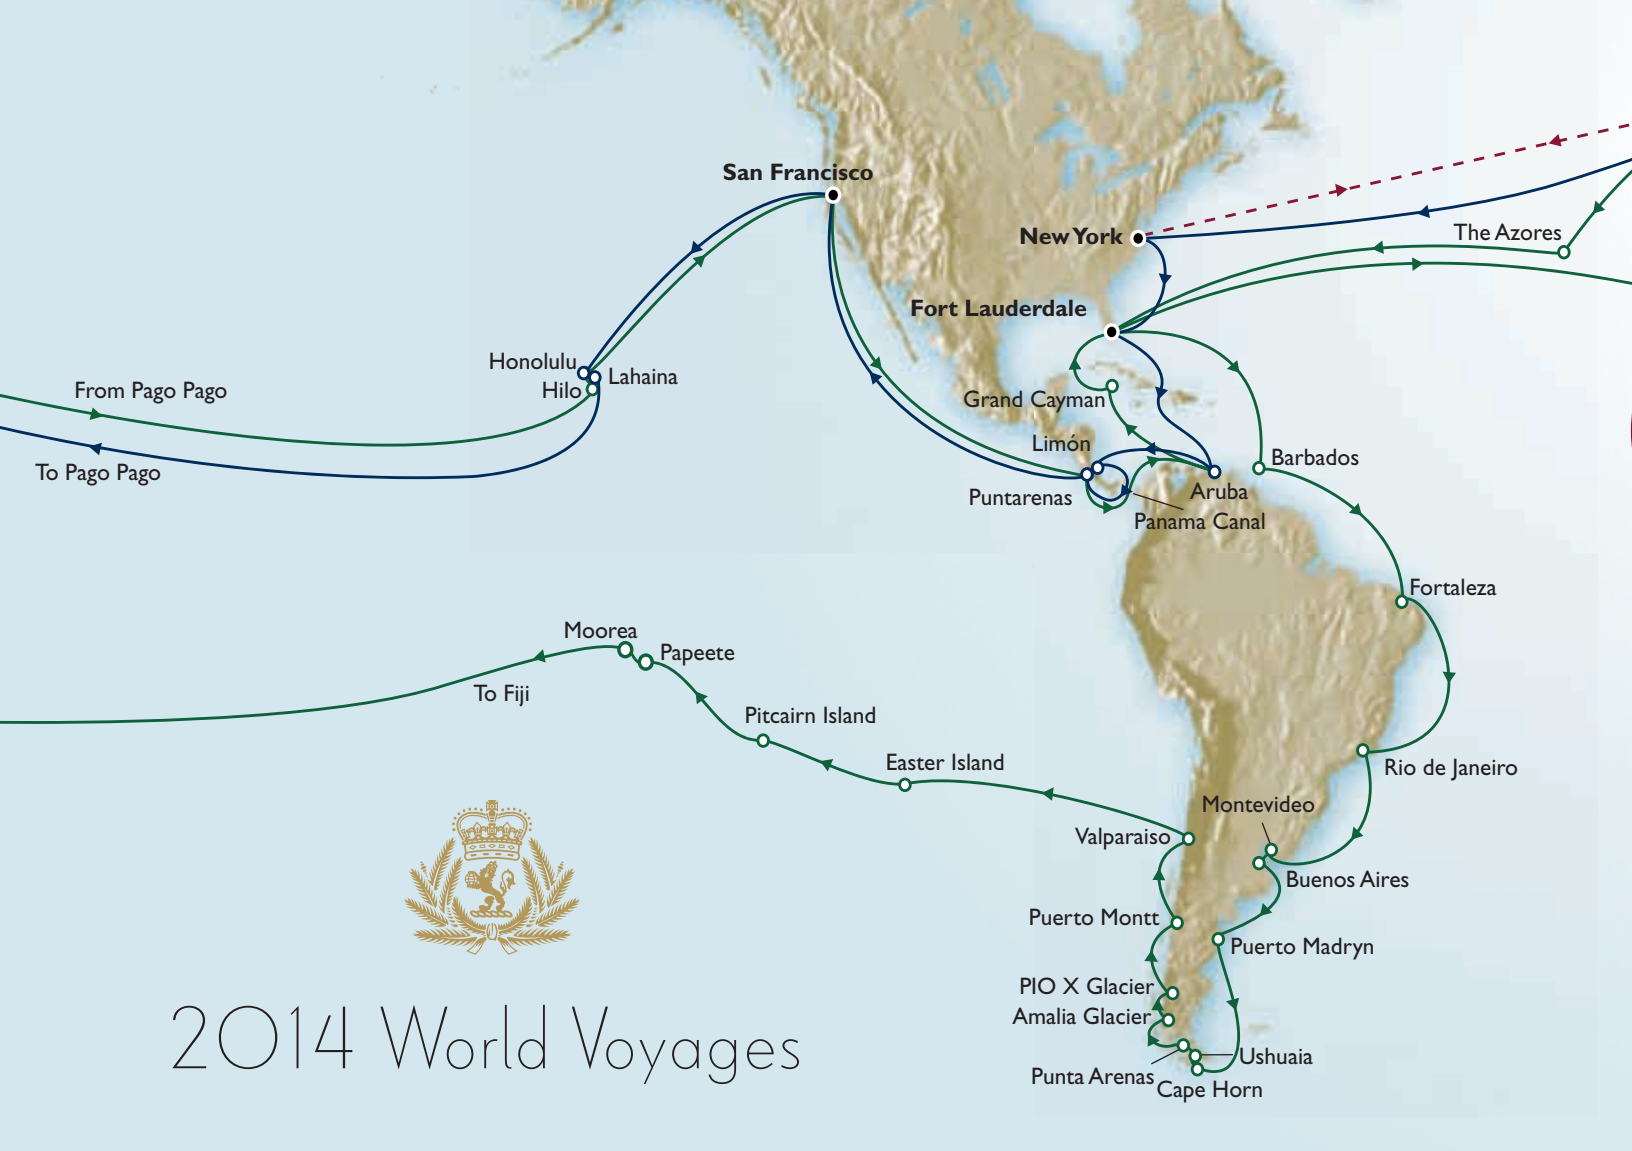 San Francisco
New York
The Azores
Fort Lauderdale
Honolulu
Lahaina
Hilo
From Pago Pago
To Pago Pago
Grand Cayman
Limón
Barbados
Puntarenas
Aruba
Panama Canal
Fortaleza
Moorea
Papeete
To Fiji
Pitcairn Island
Easter Island
Rio de Janeiro
Montevideo
Valparaiso
Buenos Aires
Puerto Montt
Puerto Madryn
PIO X Glacier
Amalia Glacier
Ushuaia
Punta Arenas
Cape Horn
2014 World Voyages